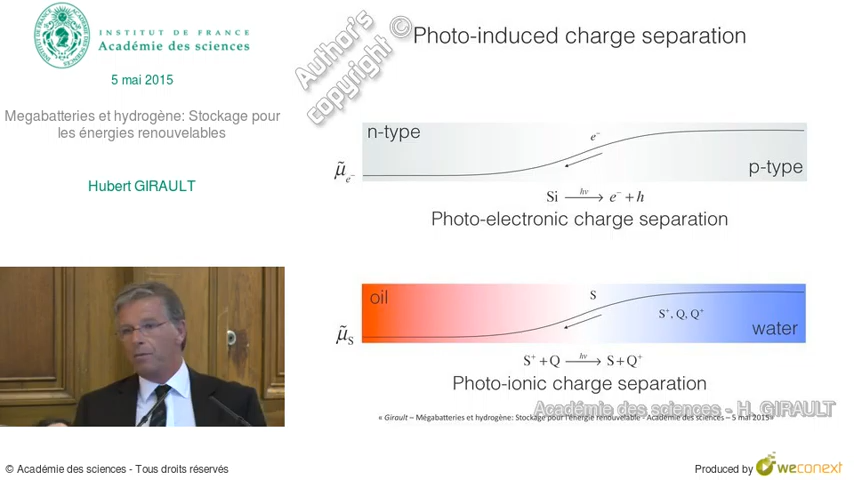 INSTITUT DE FRANCE
Académie des sciences
5 mai 2015
Megabatteries et hydrogène: Stockage pour
les énergies renouvelables
Hubert GIRAULT
Author's
copyright ©
Photo-induced charge separation
n-type
e⁻
p-type
μ̃e⁻
Si hν → e⁻ + h
Photo-electronic charge separation
oil
S
S⁺, Q, Q⁺
water
μ̃S
S⁺ + Q hν → S + Q⁺
Photo-ionic charge separation
Académie des sciences - H. GIRAULT
« Girault – Mégabatteries et hydrogène: Stockage pour l'énergie renouvelable - Académie des sciences – 5 mai 2015»
© Académie des sciences - Tous droits réservés
Produced by weconext